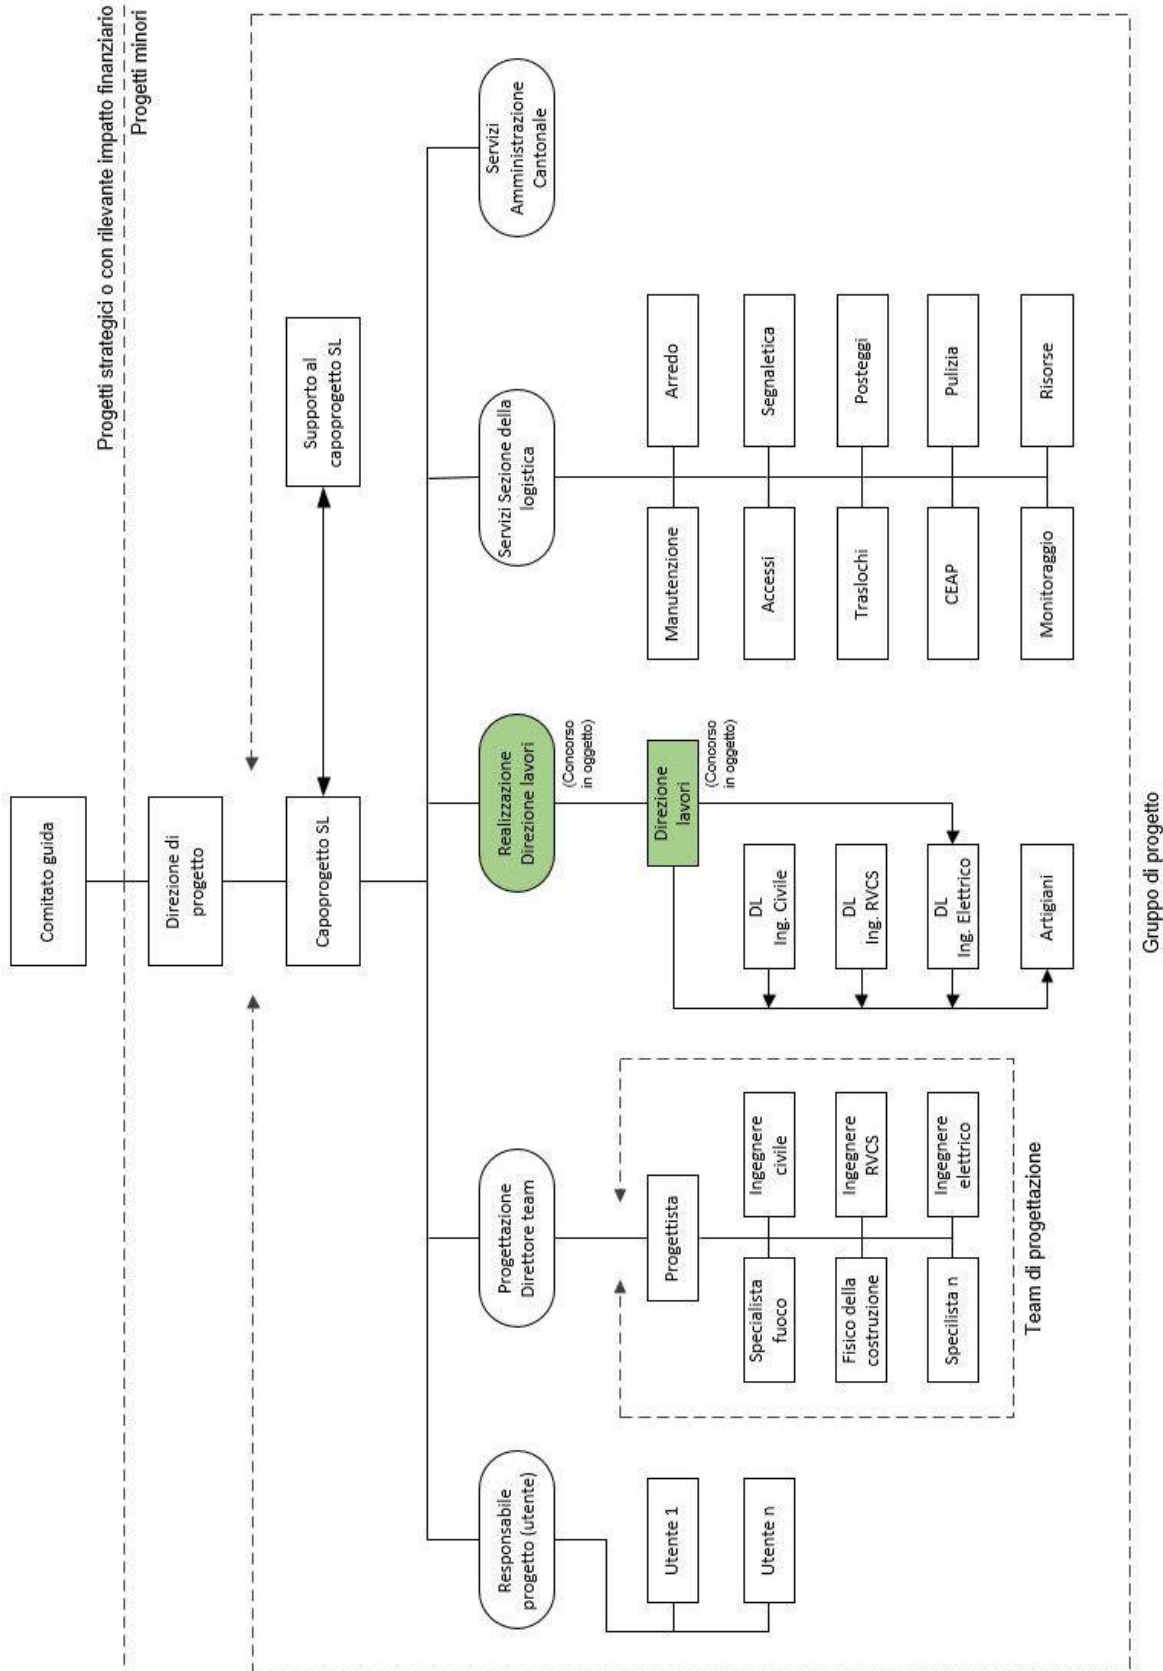 Progetti strategici o con rilevante impatto finanziario
Progetti minori
Comitato guida
Direzione di
progetto
Capoprogetto SL
Supporto al
capoprogetto SL
Responsabile
progetto (utente)
Utente 1
Utente n
Progettazione
Direttore team
Progettista
Specialista
fuoco
Ingegnere
civile
Fisico della
costruzione
Ingegnere
RVCS
Specilista n
Ingegnere
elettrico
Team di progettazione
Realizzazione
Direzione lavori
(Concorso
in oggetto)
Direzione
lavori
(Concorso
in oggetto)
DL
Ing. Civile
DL
Ing. RVCS
DL
Ing. Elettrico
Artigiani
Servizi Sezione della
logistica
Manutenzione
Arredo
Accessi
Segnaletica
Traslochi
Posteggi
CEAP
Pulizia
Monitoraggio
Risorse
Servizi
Amministrazione
Cantonale
Gruppo di progetto